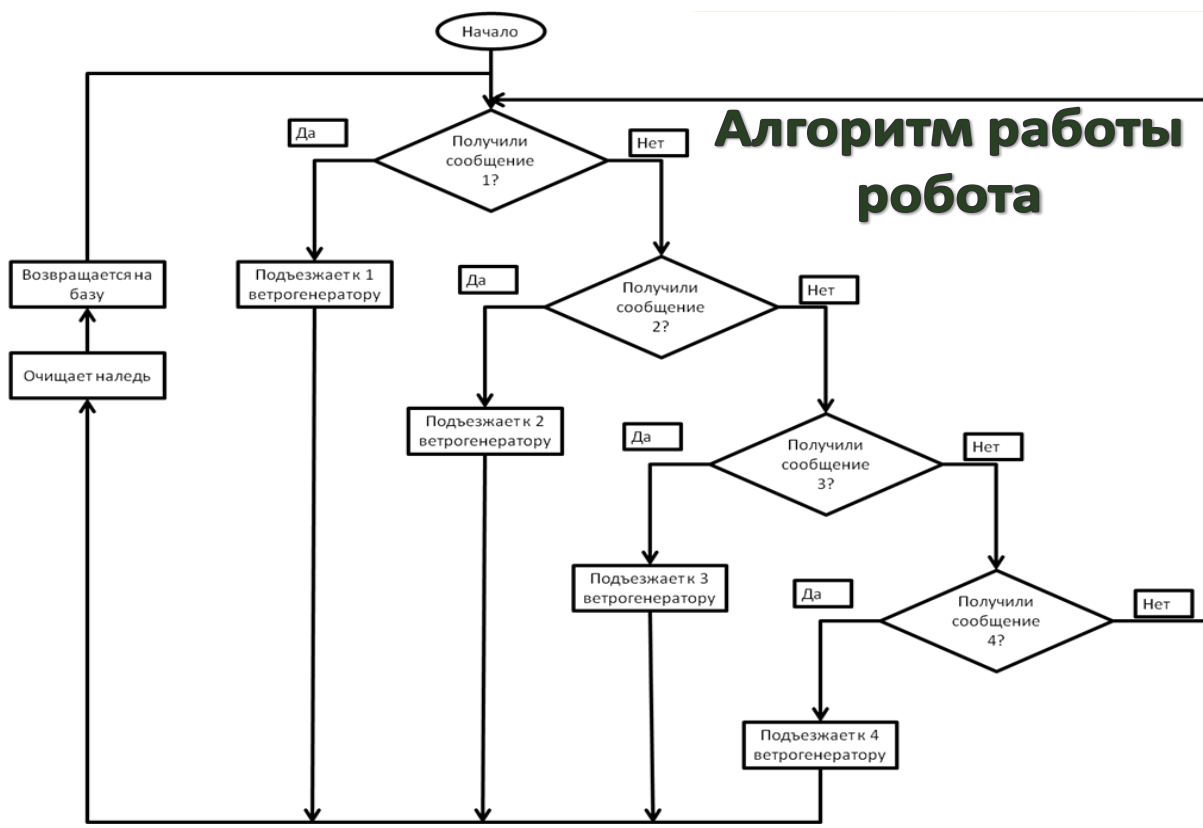 Начало
Алгоритм работы
робота
Да
Получили
сообщение
1?
Нет
Возвращается на
базу
Подъезжает к 1
ветрогенератору
Да
Получили
сообщение
2?
Нет
Очищает наледь
Подъезжает к 2
ветрогенератору
Да
Получили
сообщение
3?
Нет
Подъезжает к 3
ветрогенератору
Да
Получили
сообщение
4?
Нет
Подъезжает к 4
ветрогенератору